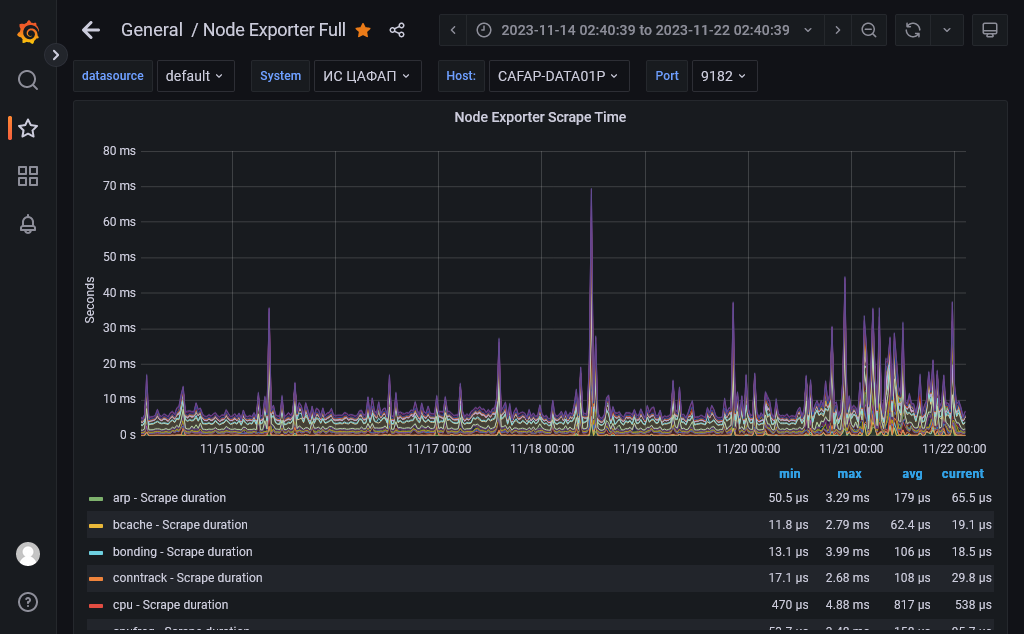 General / Node Exporter Full
2023-11-14 02:40:39 to 2023-11-22 02:40:39
datasource default System ИС ЦАФАП Host: CAFAP-DATA01P Port 9182
Node Exporter Scrape Time
Seconds
80 ms
70 ms
60 ms
50 ms
40 ms
30 ms
20 ms
10 ms
0 s
11/15 00:00 11/16 00:00 11/17 00:00 11/18 00:00 11/19 00:00 11/20 00:00 11/21 00:00 11/22 00:00
min max avg current
arp - Scrape duration 50.5 µs 3.29 ms 179 µs 65.5 µs
bcache - Scrape duration 11.8 µs 2.79 ms 62.4 µs 19.1 µs
bonding - Scrape duration 13.1 µs 3.99 ms 106 µs 18.5 µs
conntrack - Scrape duration 17.1 µs 2.68 ms 108 µs 29.8 µs
cpu - Scrape duration 470 µs 4.88 ms 817 µs 538 µs